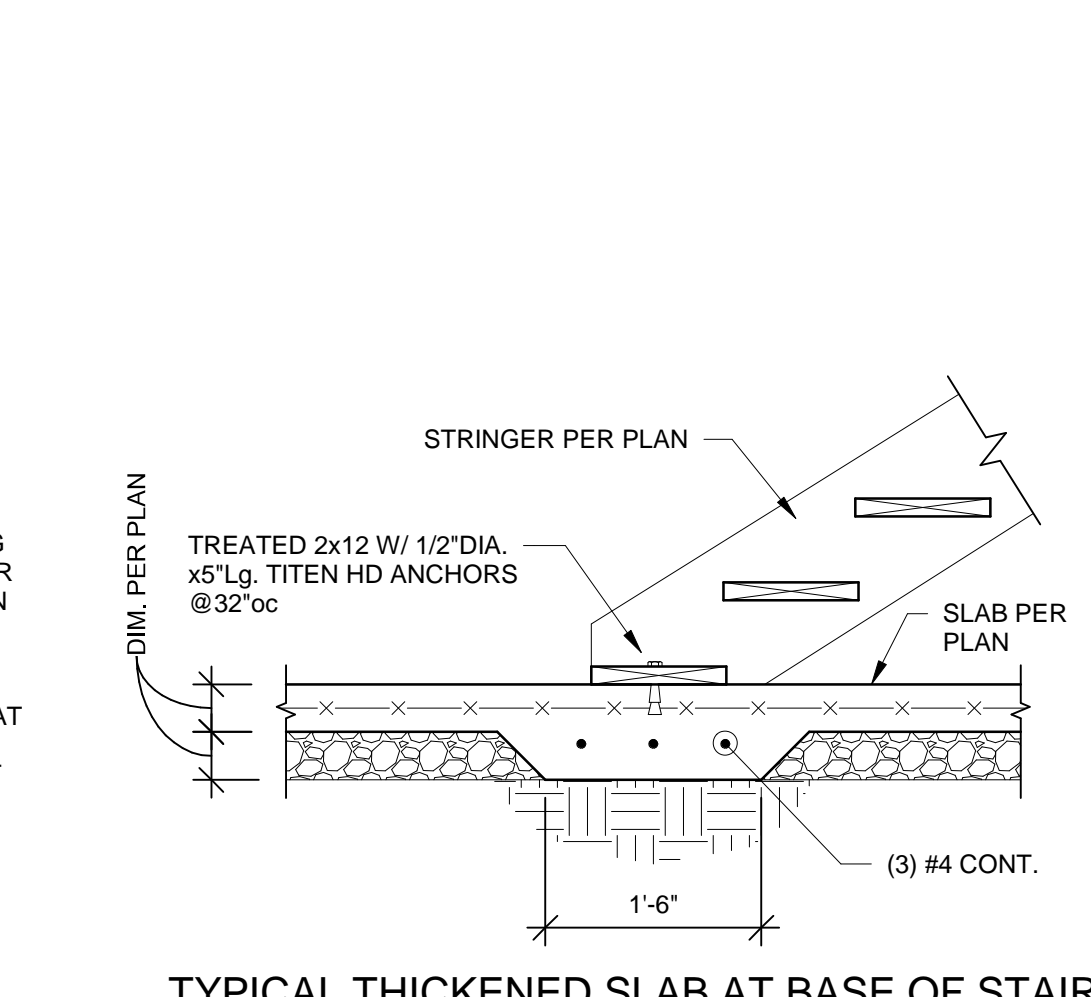 STRINGER PER PLAN
DIM. PER PLAN
TREATED 2x12 W/ 1/2"DIA.
x5"Lg. TITEN HD ANCHORS
@32"oc
SLAB PER
PLAN
AT
(3) #4 CONT.
1'-6"
TYPICAL THICKENED SLAB AT BASE OF STAIR